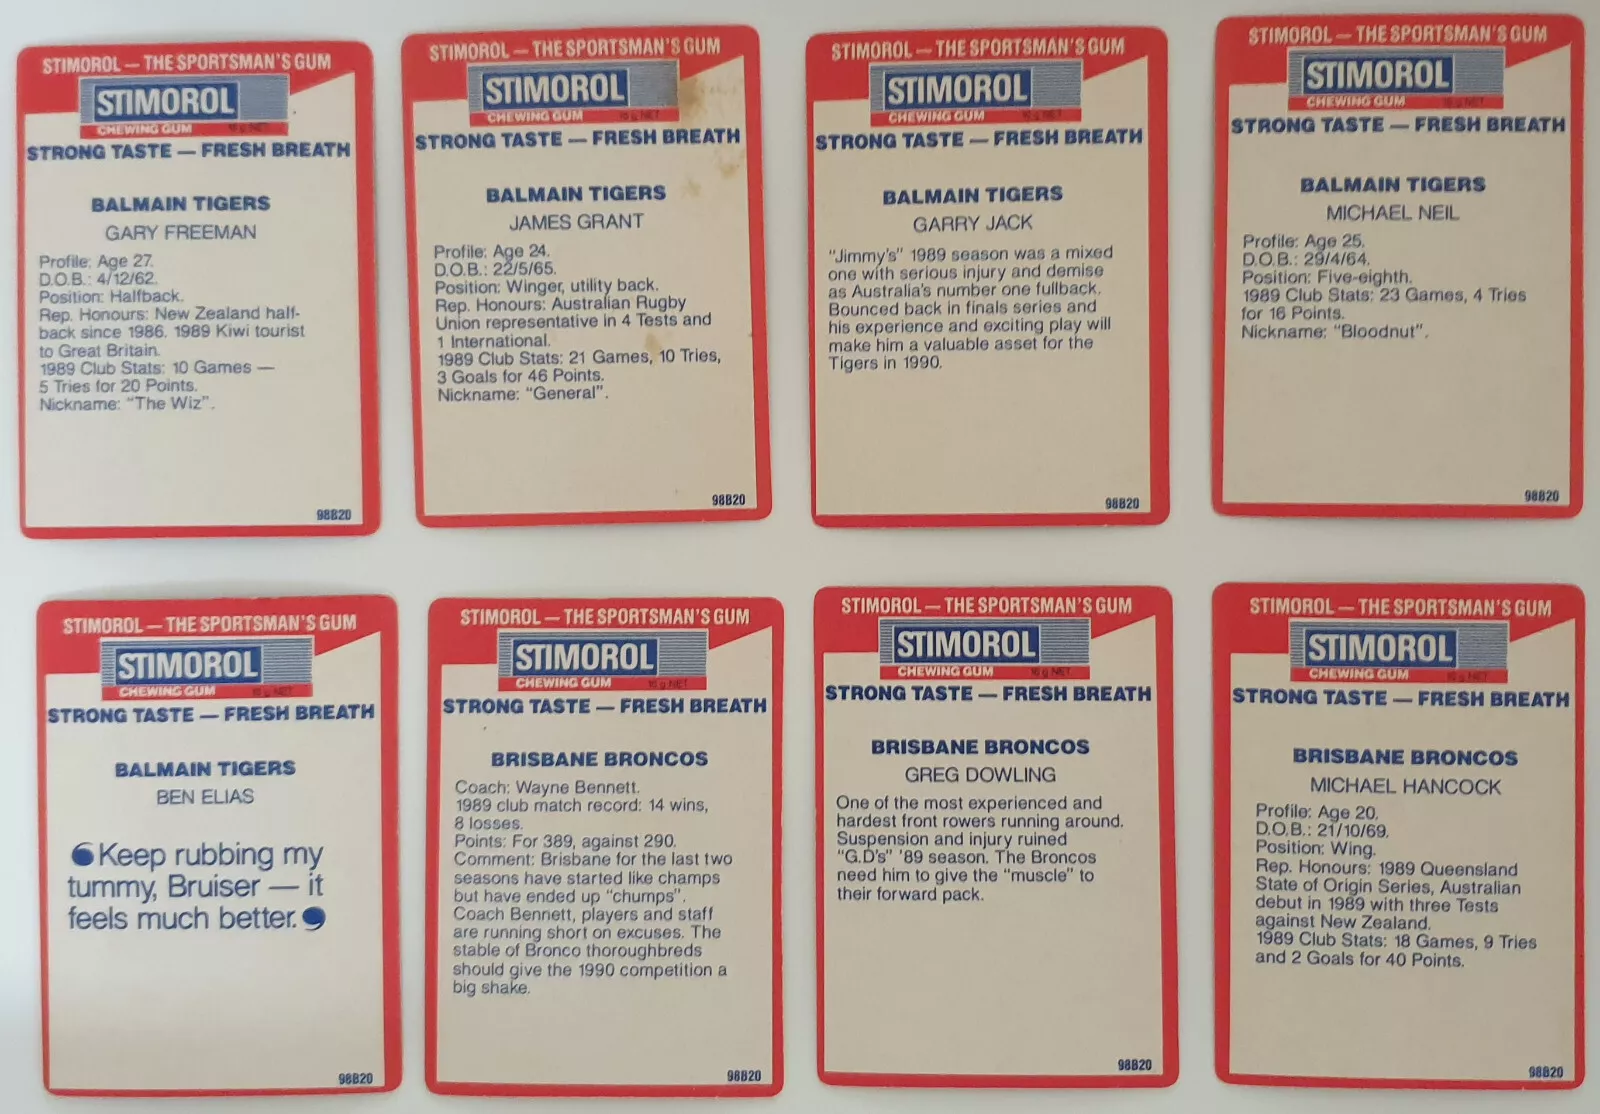 STIMOROL — THE SPORTSMAN'S GUM
STIMOROL
CHEWING GUM 10 g NET
STRONG TASTE — FRESH BREATH
BALMAIN TIGERS
GARY FREEMAN
Profile: Age 27.
D.O.B.: 4/12/62.
Position: Halfback.
Rep. Honours: New Zealand half-
back since 1986. 1989 Kiwi tourist
to Great Britain.
1989 Club Stats: 10 Games —
5 Tries for 20 Points.
Nickname: “The Wiz”.
98B20
STIMOROL — THE SPORTSMAN'S GUM
STIMOROL
CHEWING GUM 10 g NET
STRONG TASTE — FRESH BREATH
BALMAIN TIGERS
JAMES GRANT
Profile: Age 24.
D.O.B.: 22/5/65.
Position: Winger, utility back.
Rep. Honours: Australian Rugby
Union representative in 4 Tests and
1 International.
1989 Club Stats: 21 Games, 10 Tries,
3 Goals for 46 Points.
Nickname: “General”.
98B20
STIMOROL — THE SPORTSMAN'S GUM
STIMOROL
CHEWING GUM 10 g NET
STRONG TASTE — FRESH BREATH
BALMAIN TIGERS
GARRY JACK
“Jimmy's” 1989 season was a mixed
one with serious injury and demise
as Australia's number one fullback.
Bounced back in finals series and
his experience and exciting play will
make him a valuable asset for the
Tigers in 1990.
98B20
STIMOROL — THE SPORTSMAN'S GUM
STIMOROL
CHEWING GUM 10 g NET
STRONG TASTE — FRESH BREATH
BALMAIN TIGERS
MICHAEL NEIL
Profile: Age 25.
D.O.B.: 29/4/64.
Position: Five-eighth.
1989 Club Stats: 23 Games, 4 Tries
for 16 Points.
Nickname: “Bloodnut”.
98B20
STIMOROL — THE SPORTSMAN'S GUM
STIMOROL
CHEWING GUM 10 g NET
STRONG TASTE — FRESH BREATH
BALMAIN TIGERS
BEN ELIAS
“Keep rubbing my
tummy, Bruiser — it
feels much better.”
98B20
STIMOROL — THE SPORTSMAN'S GUM
STIMOROL
CHEWING GUM 10 g NET
STRONG TASTE — FRESH BREATH
BRISBANE BRONCOS
Coach: Wayne Bennett.
1989 club match record: 14 wins,
8 losses.
Points: For 389, against 290.
Comment: Brisbane for the last two
seasons have started like champs
but have ended up “chumps”.
Coach Bennett, players and staff
are running short on excuses. The
stable of Bronco thoroughbreds
should give the 1990 competition a
big shake.
98B20
STIMOROL — THE SPORTSMAN'S GUM
STIMOROL
CHEWING GUM 10 g NET
STRONG TASTE — FRESH BREATH
BRISBANE BRONCOS
GREG DOWLING
One of the most experienced and
hardest front rowers running around.
Suspension and injury ruined
“G.D's” '89 season. The Broncos
need him to give the “muscle” to
their forward pack.
98B20
STIMOROL — THE SPORTSMAN'S GUM
STIMOROL
CHEWING GUM 10 g NET
STRONG TASTE — FRESH BREATH
BRISBANE BRONCOS
MICHAEL HANCOCK
Profile: Age 20.
D.O.B.: 21/10/69.
Position: Wing.
Rep. Honours: 1989 Queensland
State of Origin Series, Australian
debut in 1989 with three Tests
against New Zealand.
1989 Club Stats: 18 Games, 9 Tries
and 2 Goals for 40 Points.
98B20